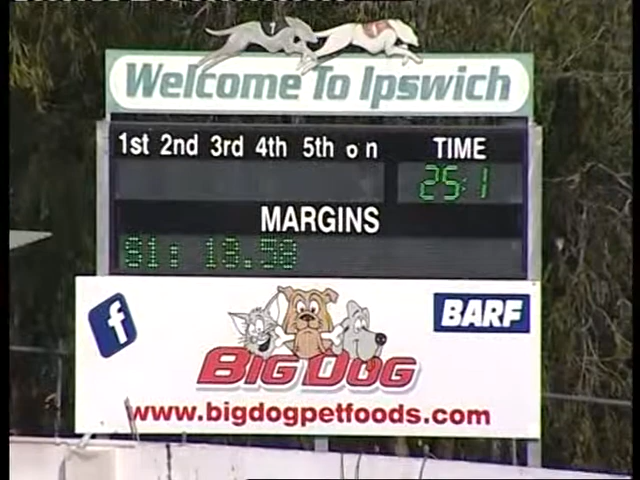 Welcome To Ipswich
1st 2nd 3rd 4th 5th o n TIME
25:1
MARGINS
S1: 18.58
f
BARF
BIG DOG
www.bigdogpetfoods.com